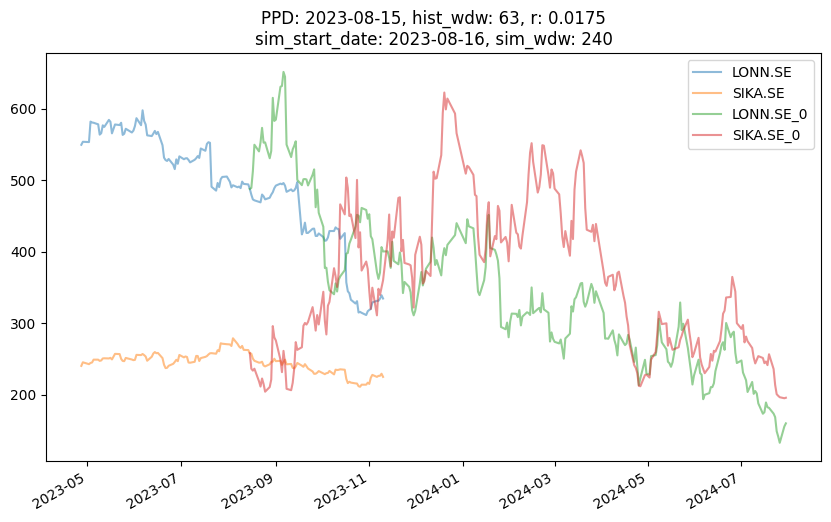 PPD: 2023-08-15, hist_wdw: 63, r: 0.0175
sim_start_date: 2023-08-16, sim_wdw: 240
LONN.SE
SIKA.SE
LONN.SE_0
SIKA.SE_0
600
500
400
300
200
2023-05
2023-07
2023-09
2023-11
2024-01
2024-03
2024-05
2024-07